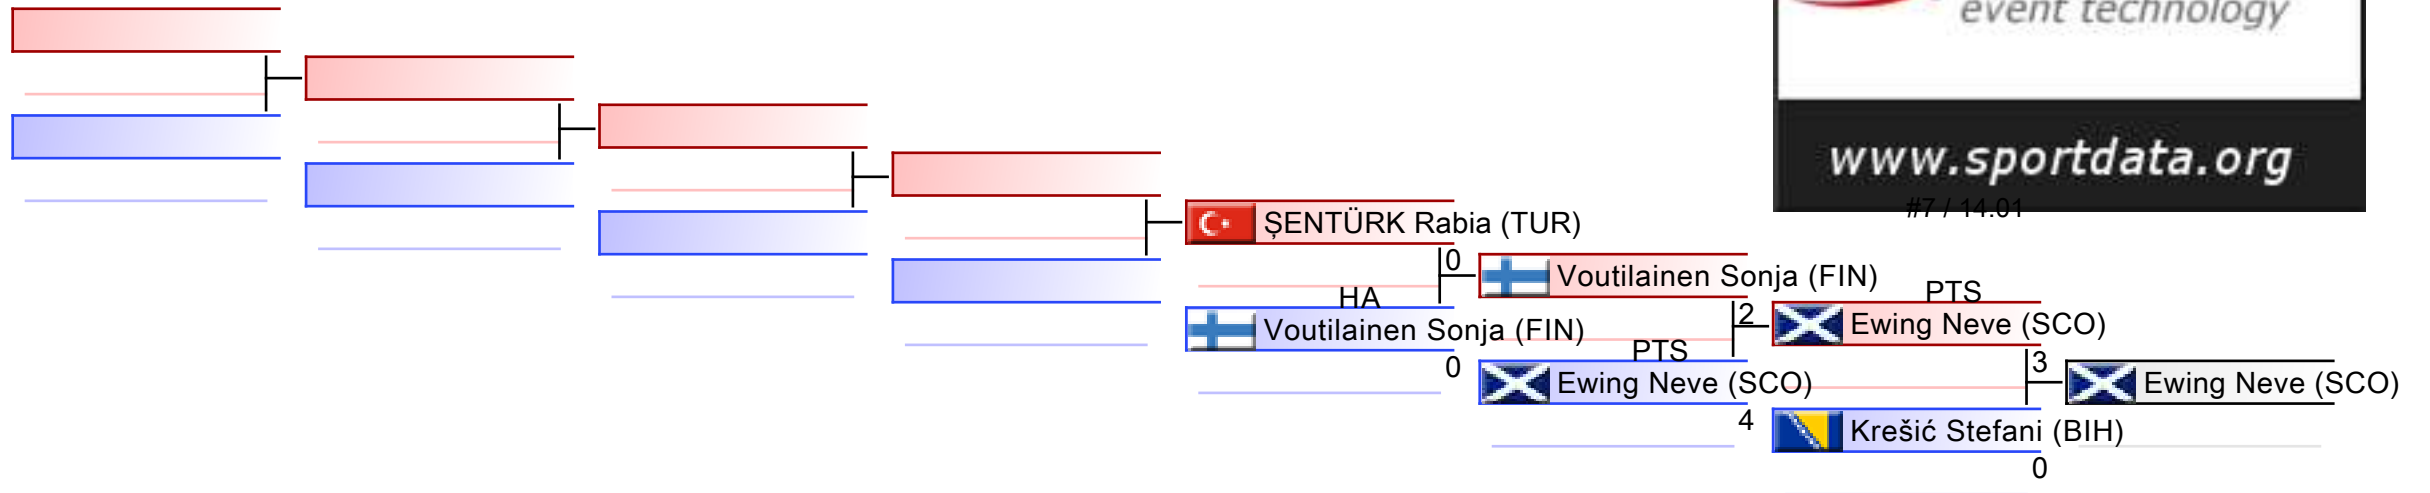 event technology
www.sportdata.org
#7 / 14.01
ŞENTÜRK Rabia (TUR)
0
HA
Voutilainen Sonja (FIN)
0
Voutilainen Sonja (FIN)
2
PTS
Ewing Neve (SCO)
4
PTS
Ewing Neve (SCO)
3
Krešić Stefani (BIH)
0
Ewing Neve (SCO)